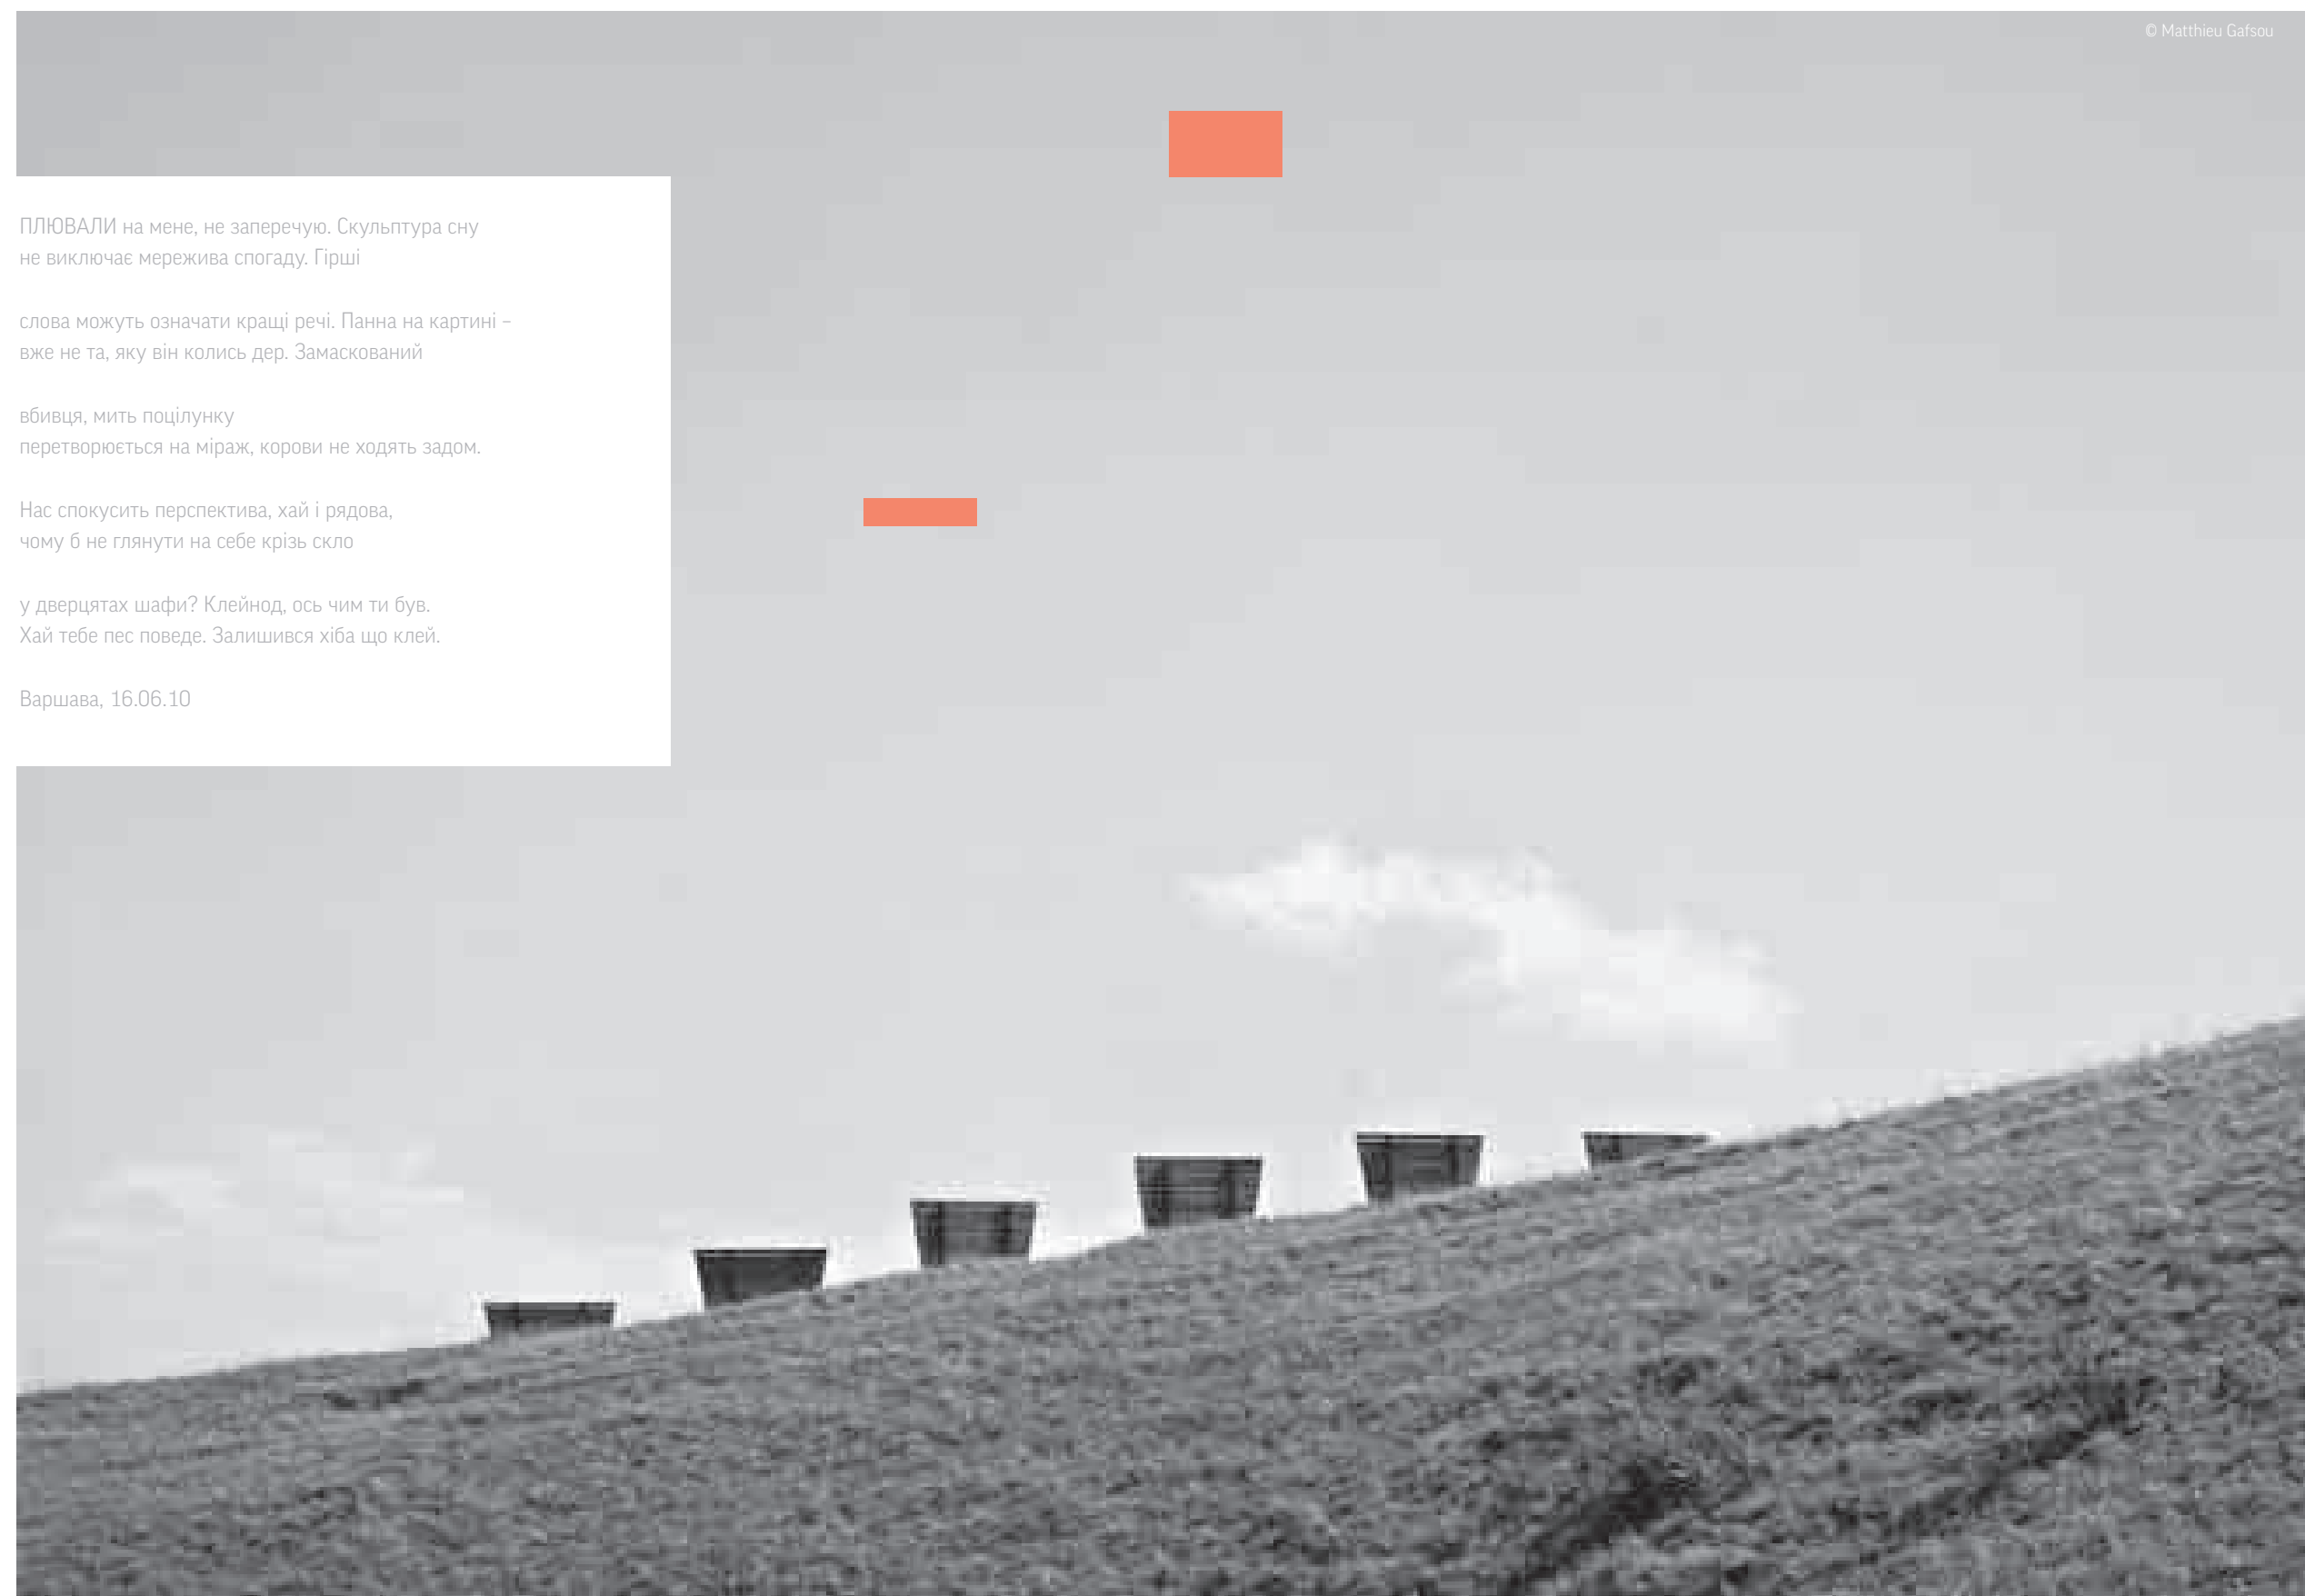 © Matthieu Gafsou
ПЛЮВАЛИ на мене, не заперечую. Скульптура сну
не виключає мережива спогаду. Гірші
слова можуть означати кращі речі. Панна на картині –
вже не та, яку він колись дер. Замаскований
вбивця, мить поцілунку
перетворюється на міраж, корови не ходять задом.
Нас спокусить перспектива, хай і рядова,
чому б не глянути на себе крізь скло
у дверцятах шафи? Клейнод, ось чим ти був.
Хай тебе пес поведе. Залишився хіба що клей.
Варшава, 16.06.10